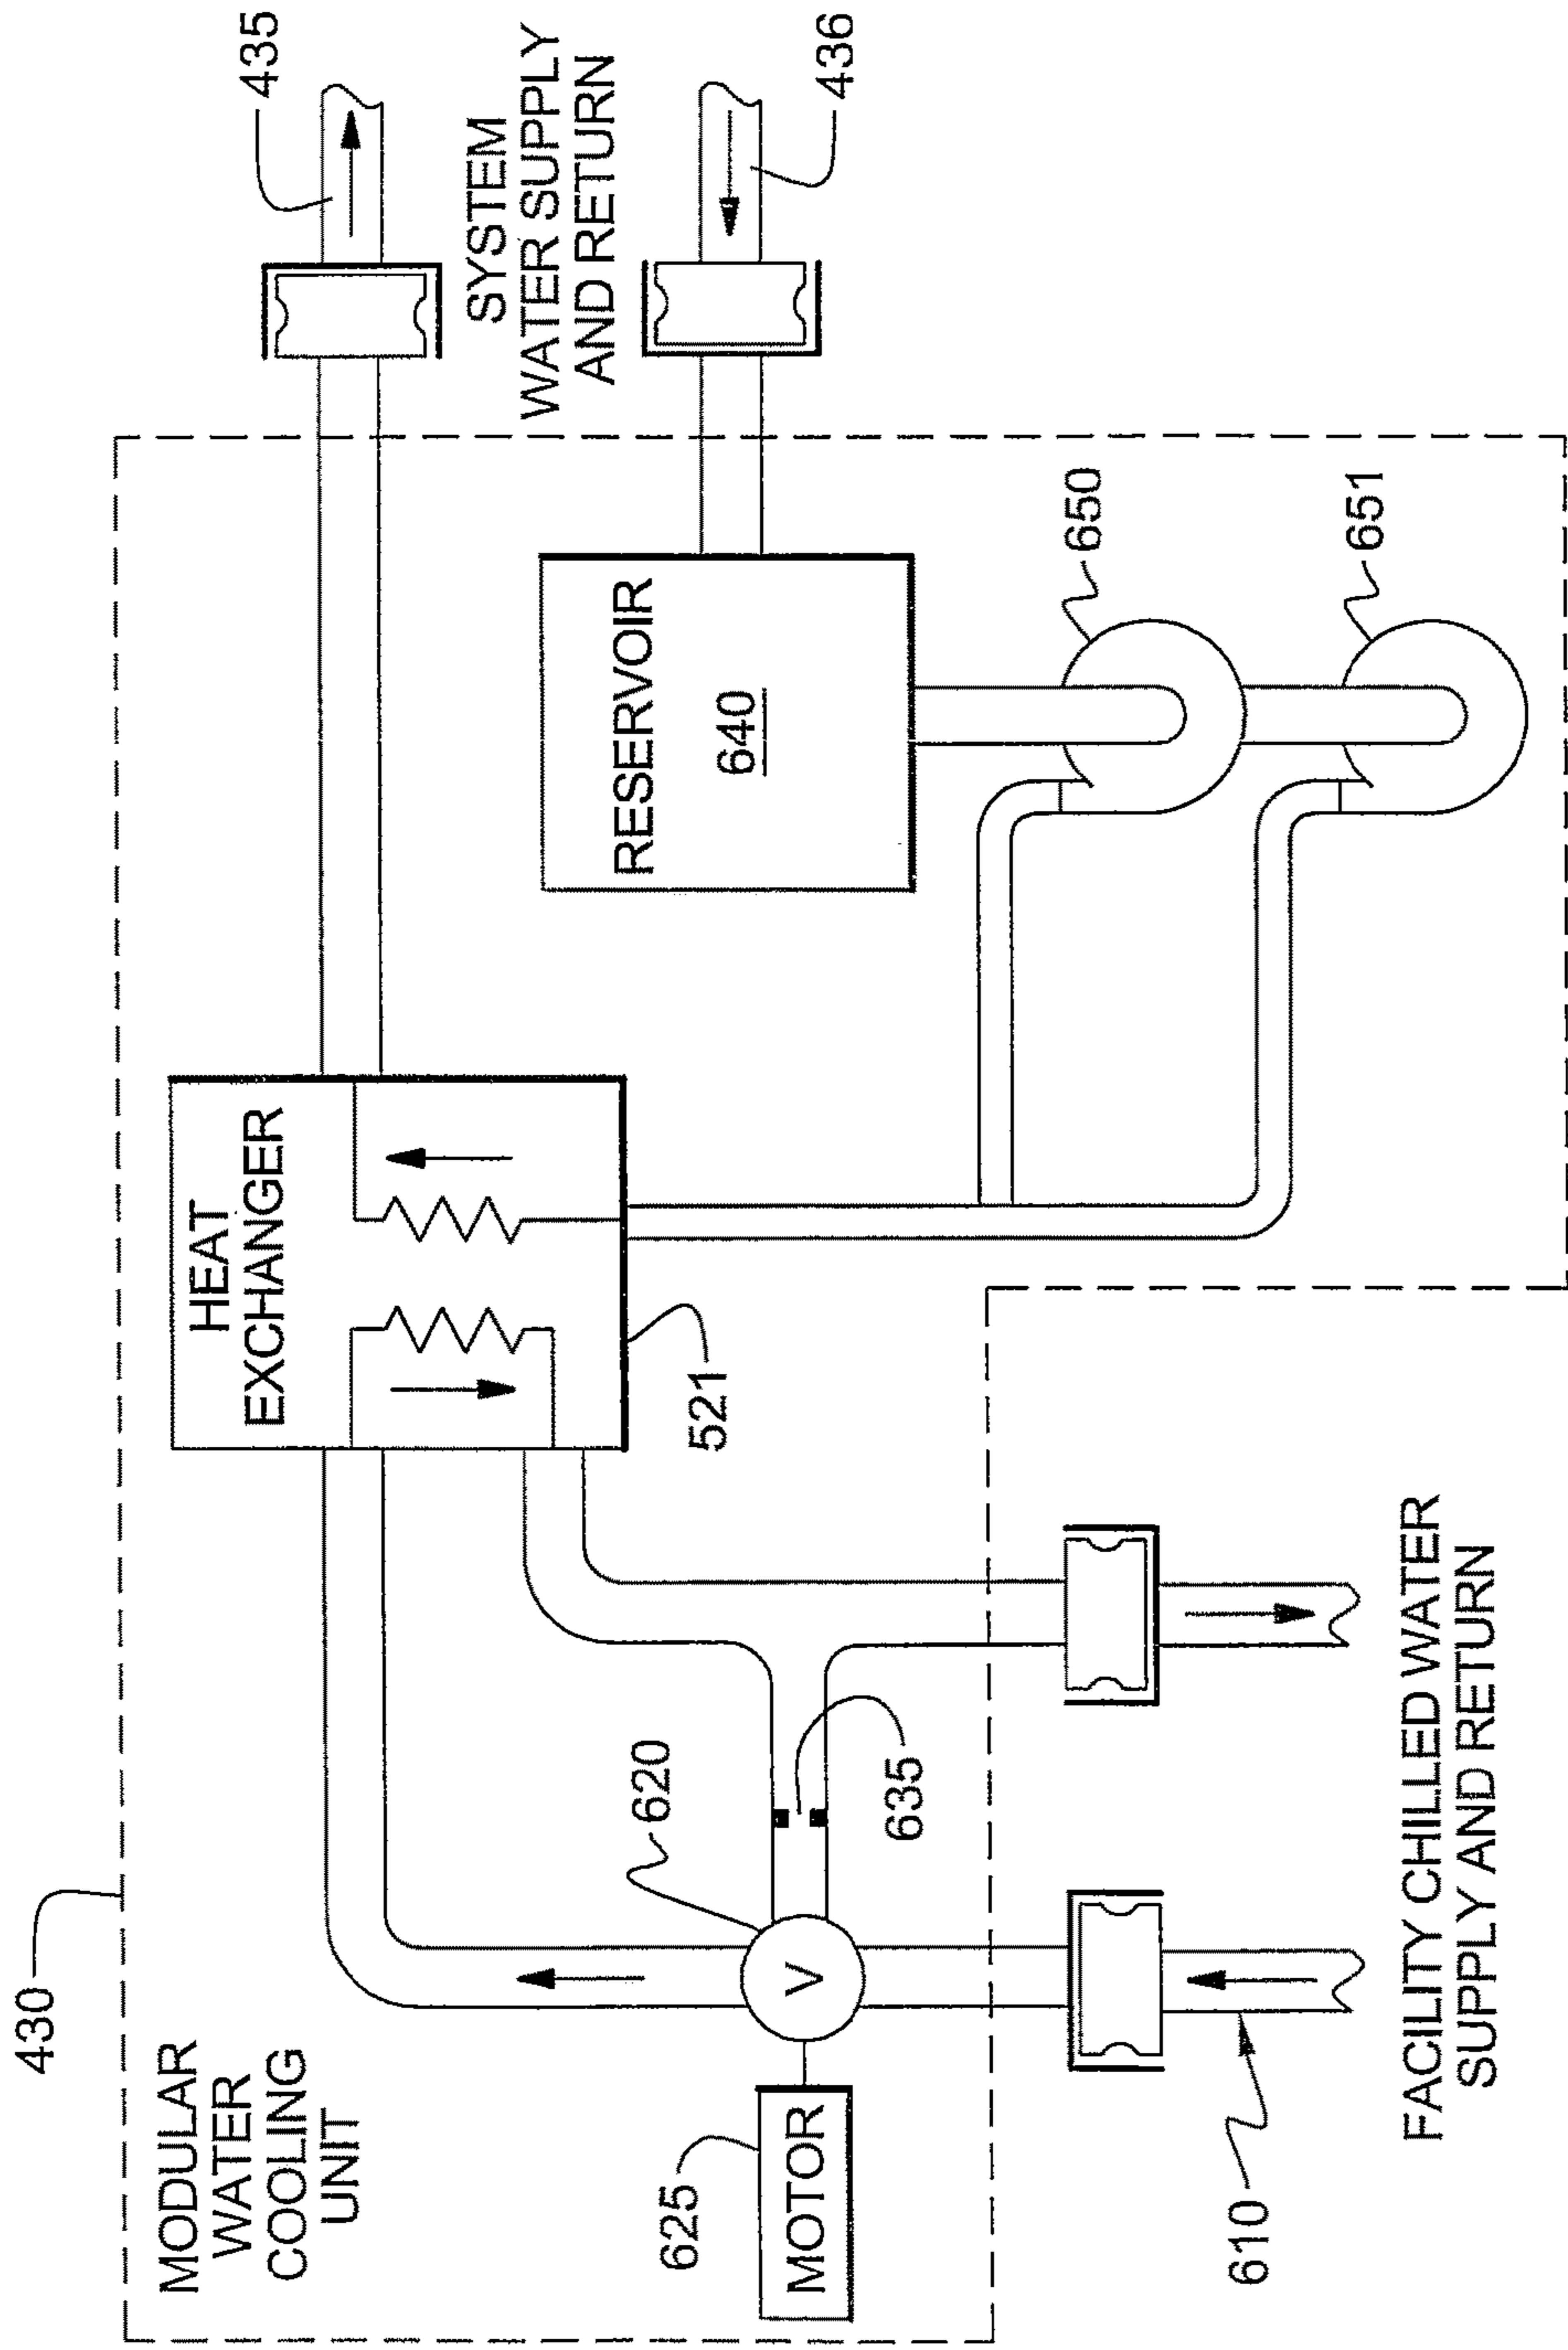 430
MODULAR
WATER
COOLING
UNIT
HEAT
EXCHANGER
435
SYSTEM
WATER SUPPLY
AND RETURN
436
RESERVOIR
640
650
651
521
620
635
V
625
MOTOR
610
FACILITY CHILLED WATER
SUPPLY AND RETURN